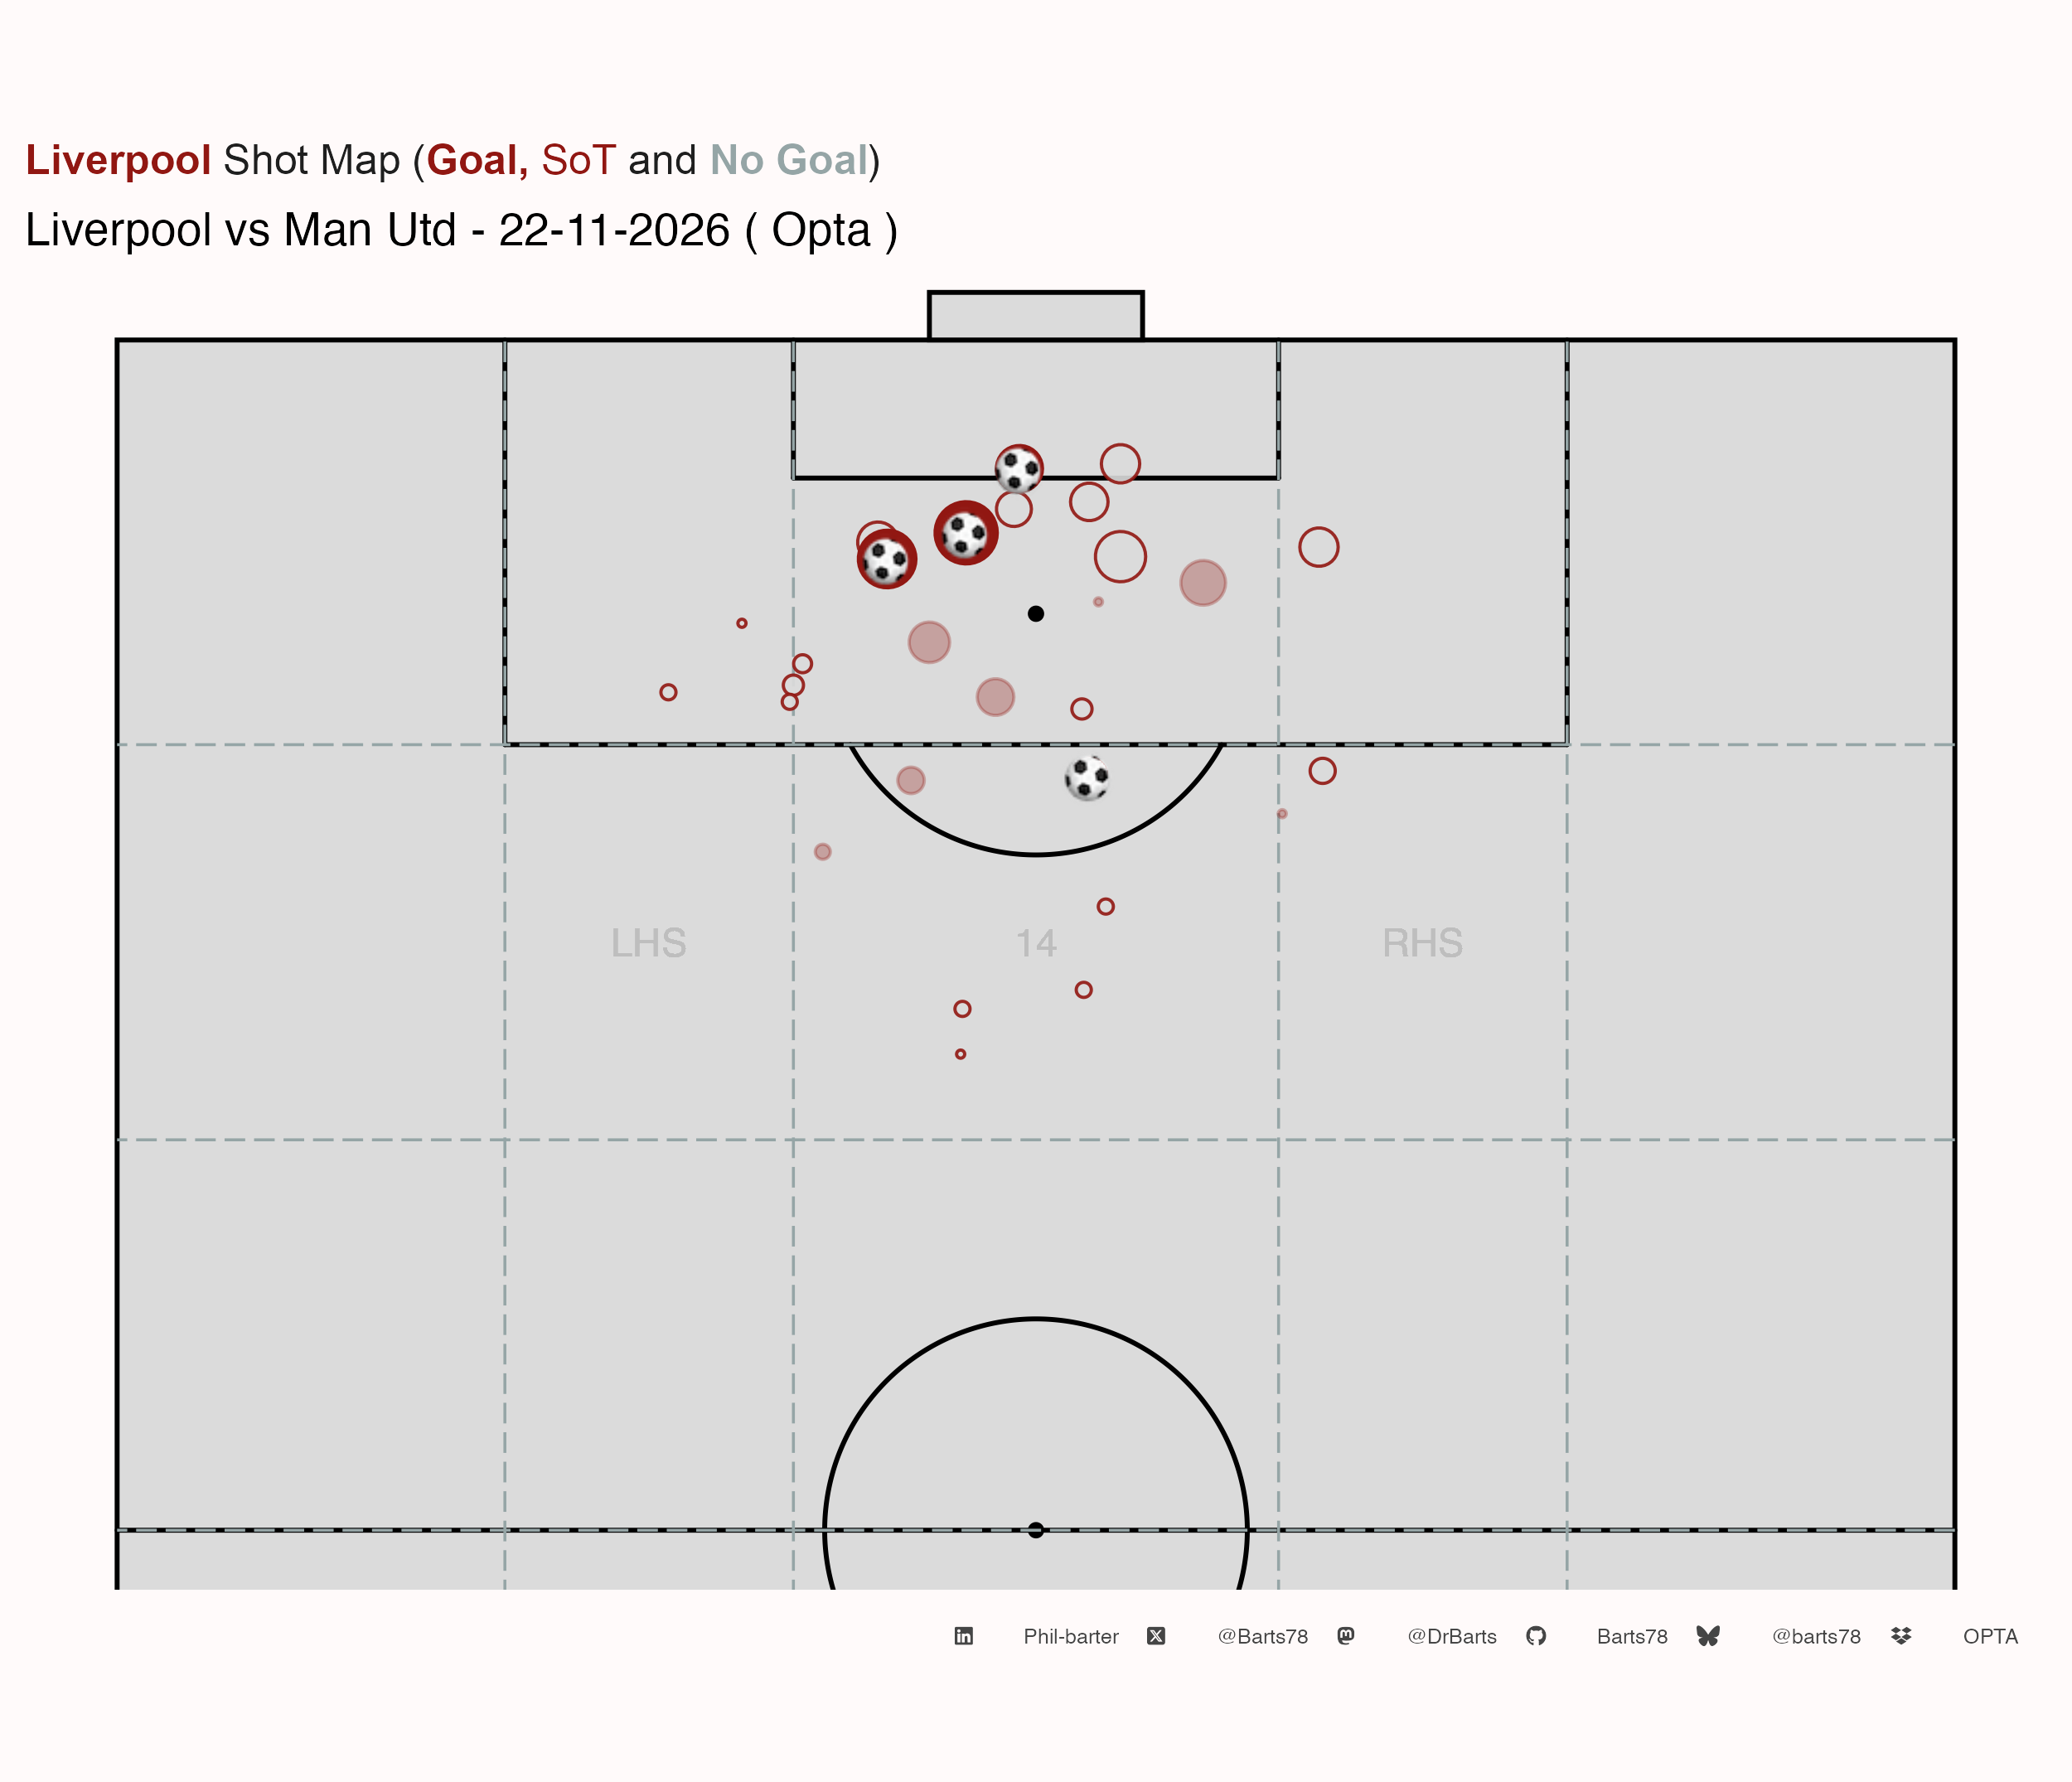 Liverpool Shot Map (Goal, SoT and No Goal)
Liverpool vs Man Utd - 22-11-2026 ( Opta )
LHS 14 RHS
Phil-barter @Barts78 @DrBarts Barts78 @barts78 OPTA